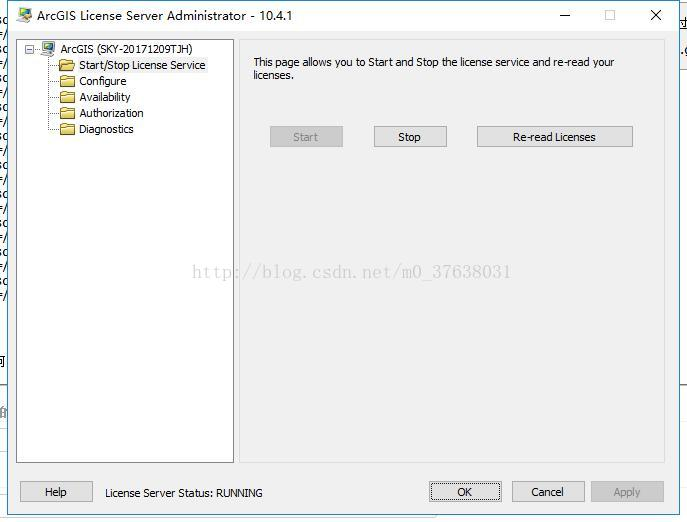 ArcGIS License Server Administrator - 10.4.1
ArcGIS (SKY-20171209TJH)
Start/Stop License Service
Configure
Availability
Authorization
Diagnostics
This page allows you to Start and Stop the license service and re-read your
licenses.
Start
Stop
Re-read Licenses
http://blog.csdn.net/m0_37638031
Help
License Server Status: RUNNING
OK
Cancel
Apply